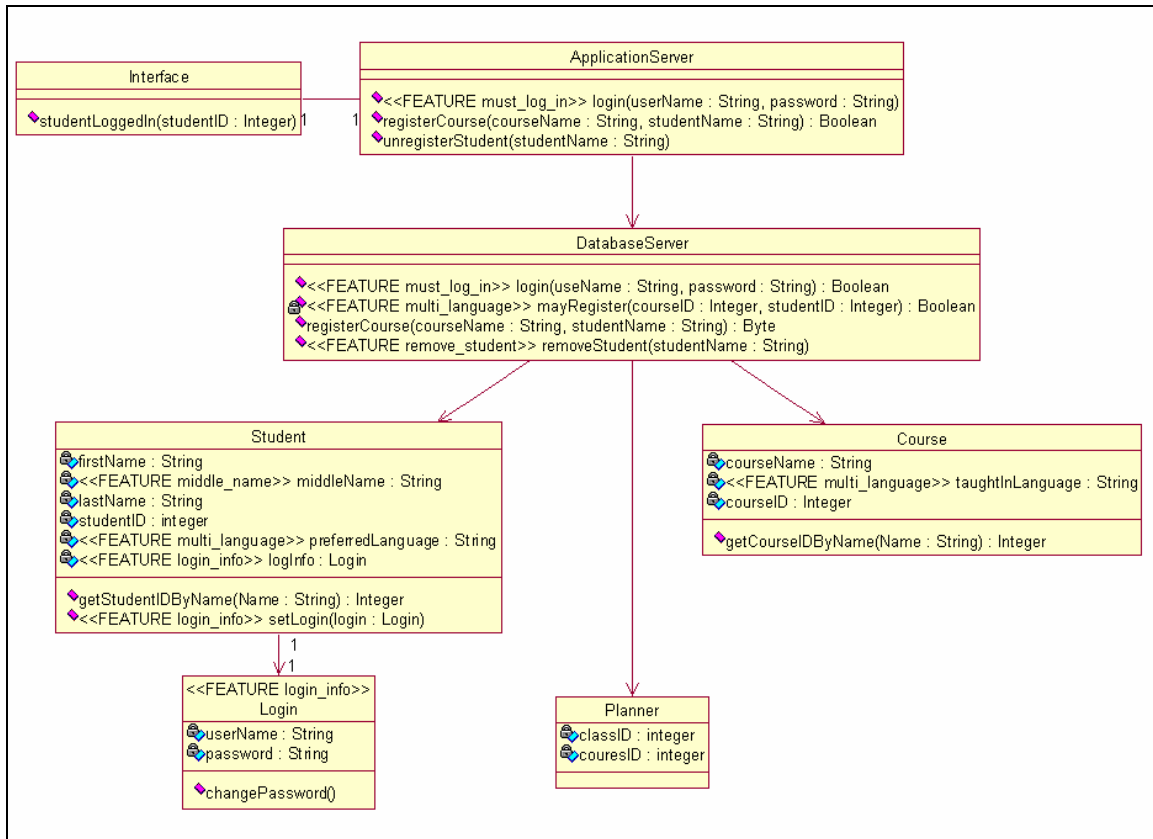 Interface
studentLoggedIn(studentID : Integer)
1
1
ApplicationServer
<<FEATURE must_log_in>> login(userName : String, password : String)
registerCourse(courseName : String, studentName : String) : Boolean
unregisterStudent(studentName : String)
DatabaseServer
<<FEATURE must_log_in>> login(useName : String, password : String) : Boolean
<<FEATURE multi_language>> mayRegister(courseID : Integer, studentID : Integer) : Boolean
registerCourse(courseName : String, studentName : String) : Byte
<<FEATURE remove_student>> removeStudent(studentName : String)
Student
firstName : String
<<FEATURE middle_name>> middleName : String
lastName : String
studentID : integer
<<FEATURE multi_language>> preferredLanguage : String
<<FEATURE login_info>> logInfo : Login
getStudentIDByName(Name : String) : Integer
<<FEATURE login_info>> setLogin(login : Login)
Course
courseName : String
<<FEATURE multi_language>> taughtInLanguage : String
courseID : Integer
getCourseIDByName(Name : String) : Integer
1
1
<<FEATURE login_info>>
Login
userName : String
password : String
changePassword()
Planner
classID : integer
couresID : integer